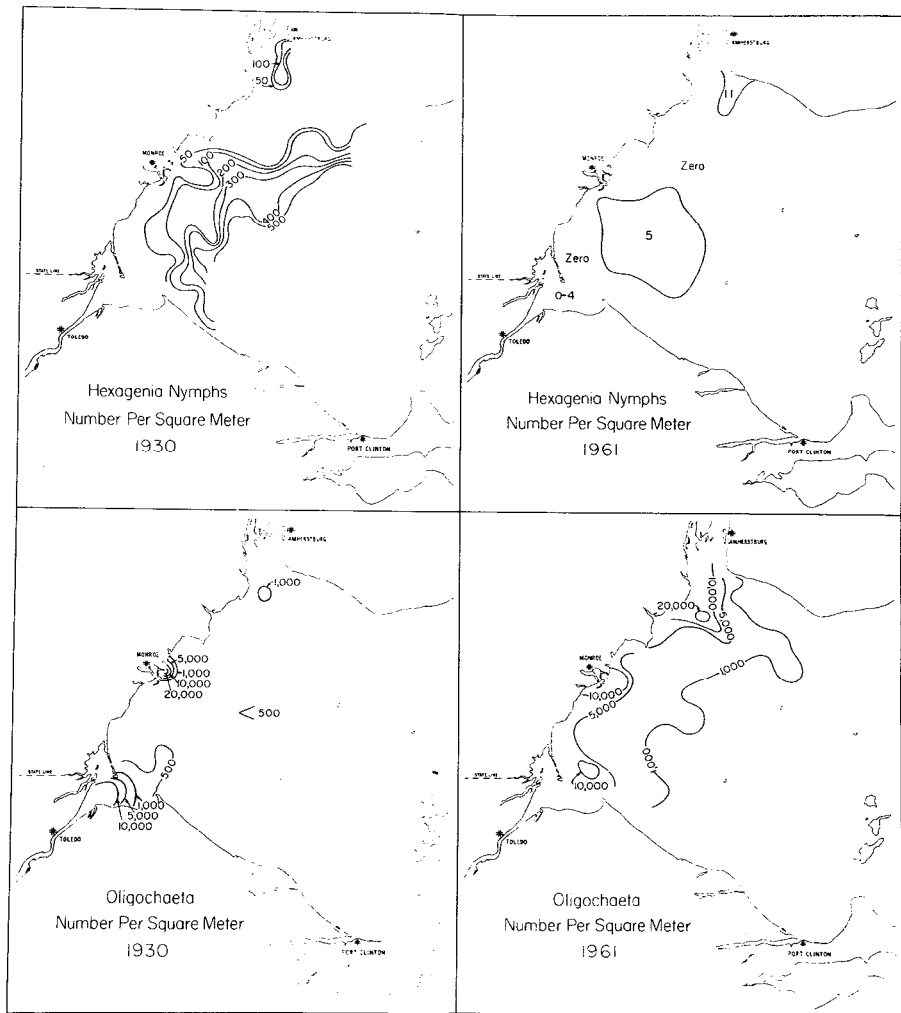 AMHERSTBURG
100
50
MONROE
50
100
200
300
400
500
STATE LINE
TOLEDO
Hexagenia Nymphs
Number Per Square Meter
1930
PORT CLINTON
AMHERSTBURG
11
MONROE
Zero
5
Zero
STATE LINE
0-4
TOLEDO
Hexagenia Nymphs
Number Per Square Meter
1961
PORT CLINTON
AMHERSTBURG
1,000
MONROE
5,000
1,000
10,000
20,000
< 500
500
STATE LINE
1,000
5,000
10,000
TOLEDO
Oligochaeta
Number Per Square Meter
1930
PORT CLINTON
AMHERSTBURG
10,000
20,000
5,000
MONROE
1,000
10,000
5,000
1,000
STATE LINE
10,000
TOLEDO
Oligochaeta
Number Per Square Meter
1961
PORT CLINTON